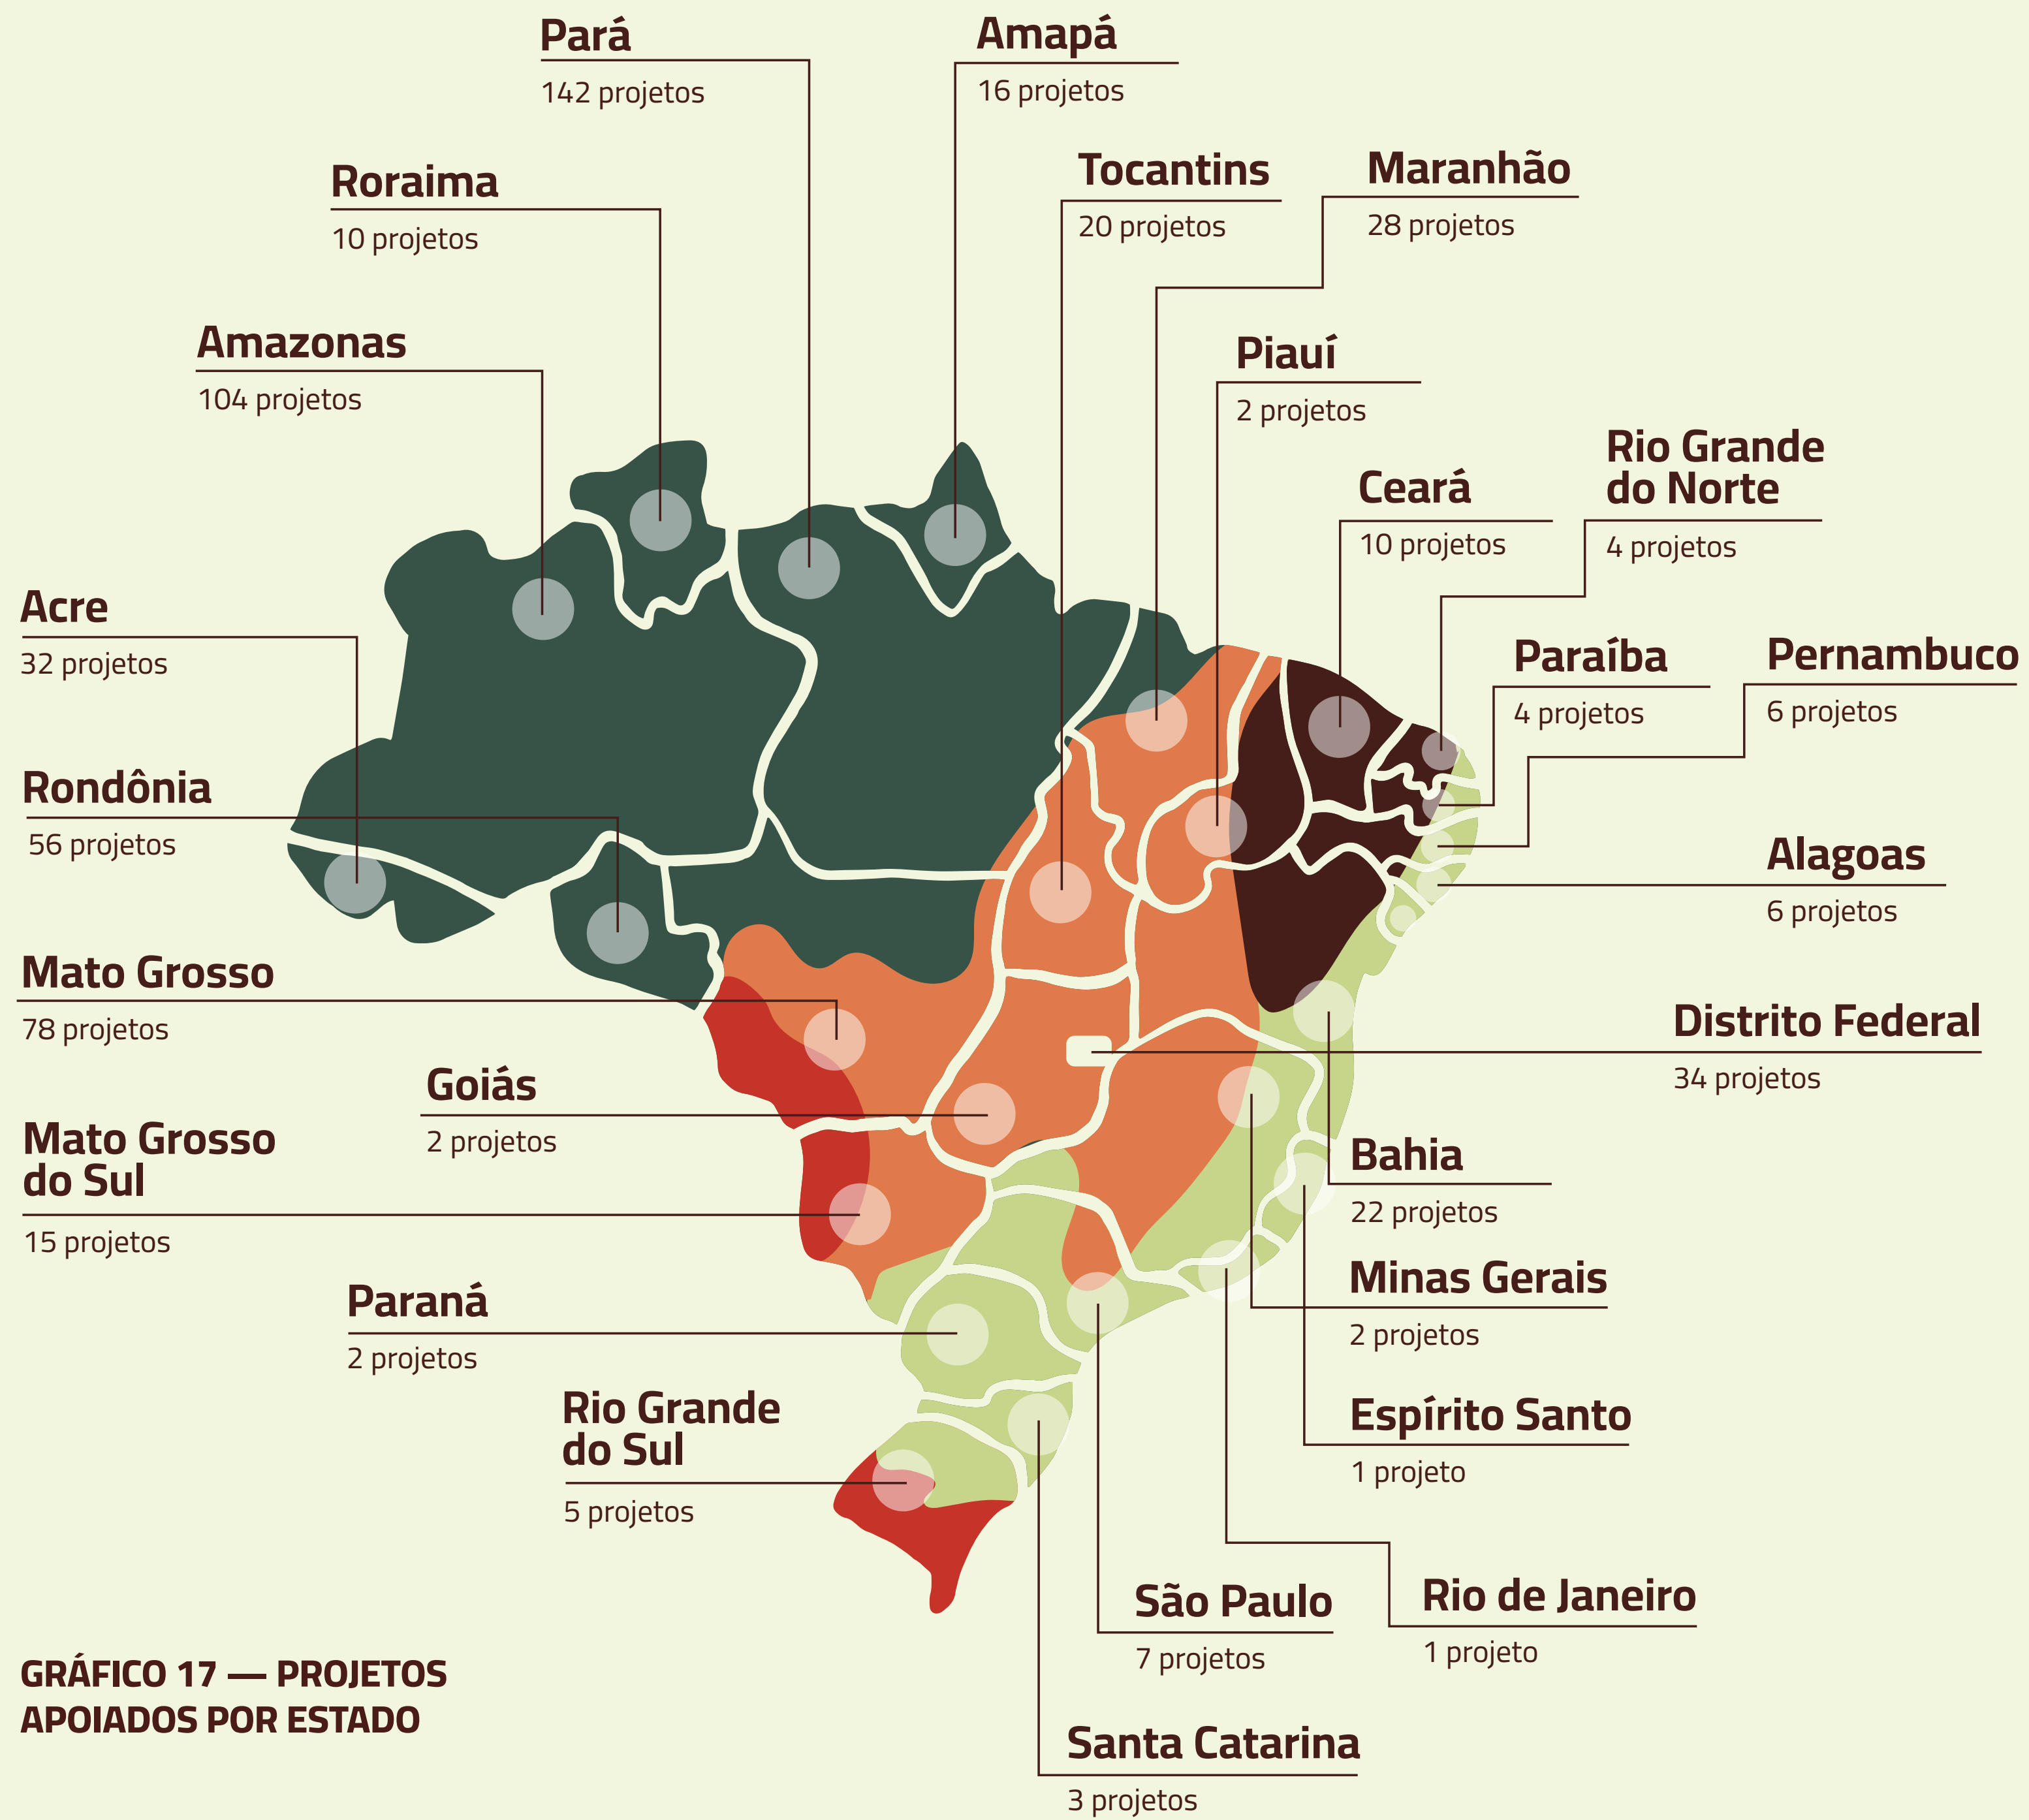 Pará
142 projetos
Amapá
16 projetos
Roraima
10 projetos
Tocantins
20 projetos
Maranhão
28 projetos
Amazonas
104 projetos
Piauí
2 projetos
Rio Grande
do Norte
4 projetos
Ceará
10 projetos
Acre
32 projetos
Paraíba
4 projetos
Pernambuco
6 projetos
Rondônia
56 projetos
Alagoas
6 projetos
Mato Grosso
78 projetos
Distrito Federal
34 projetos
Goiás
2 projetos
Mato Grosso
do Sul
15 projetos
Bahia
22 projetos
Minas Gerais
2 projetos
Paraná
2 projetos
Espírito Santo
1 projeto
Rio Grande
do Sul
5 projetos
São Paulo
7 projetos
Rio de Janeiro
1 projeto
Santa Catarina
3 projetos
GRÁFICO 17 — PROJETOS
APOIADOS POR ESTADO